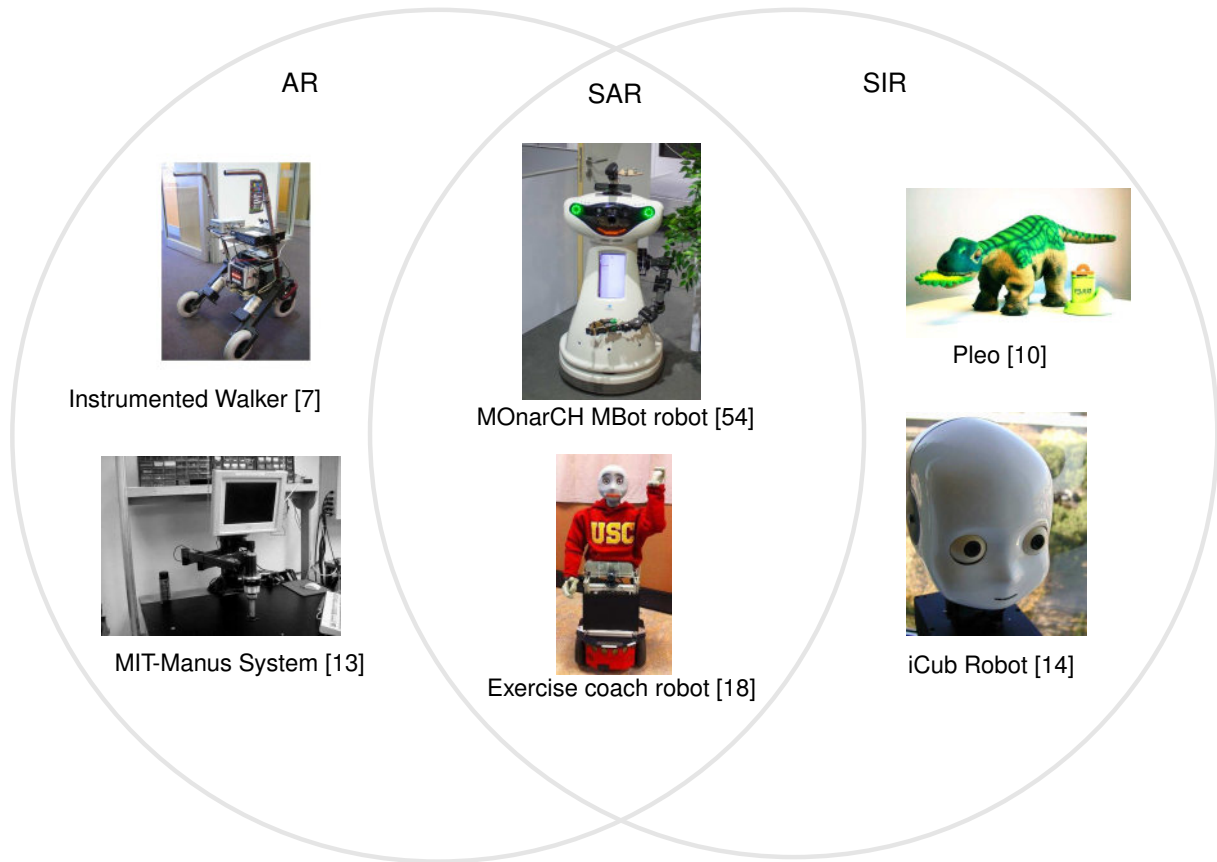 AR
SAR
SIR
Instrumented Walker [7]
MOnarCH MBot robot [54]
Pleo [10]
USC
MIT-Manus System [13]
Exercise coach robot [18]
iCub Robot [14]